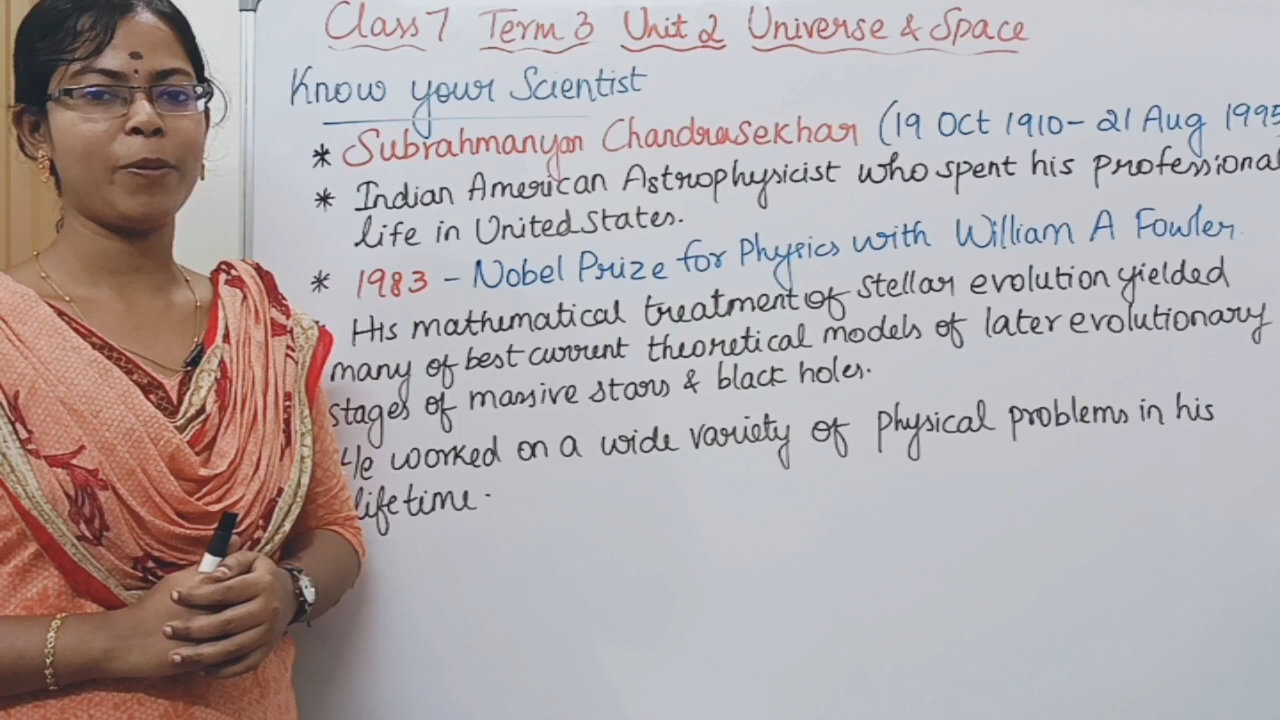 Class 7 Term 3 Unit 2 Universe & Space
Know your Scientist
* Subrahmanyan Chandrasekhar (19 Oct 1910 - 21 Aug 1995
* Indian American Astrophysicist who spent his professional
life in United States.
* 1983 - Nobel Prize for Physics with William A Fowler
His mathematical treatment of stellar evolution yielded
many of best current theoretical models of later evolutionary
stages of massive stars & black holes.
He worked on a wide variety of physical problems in his
lifetime.